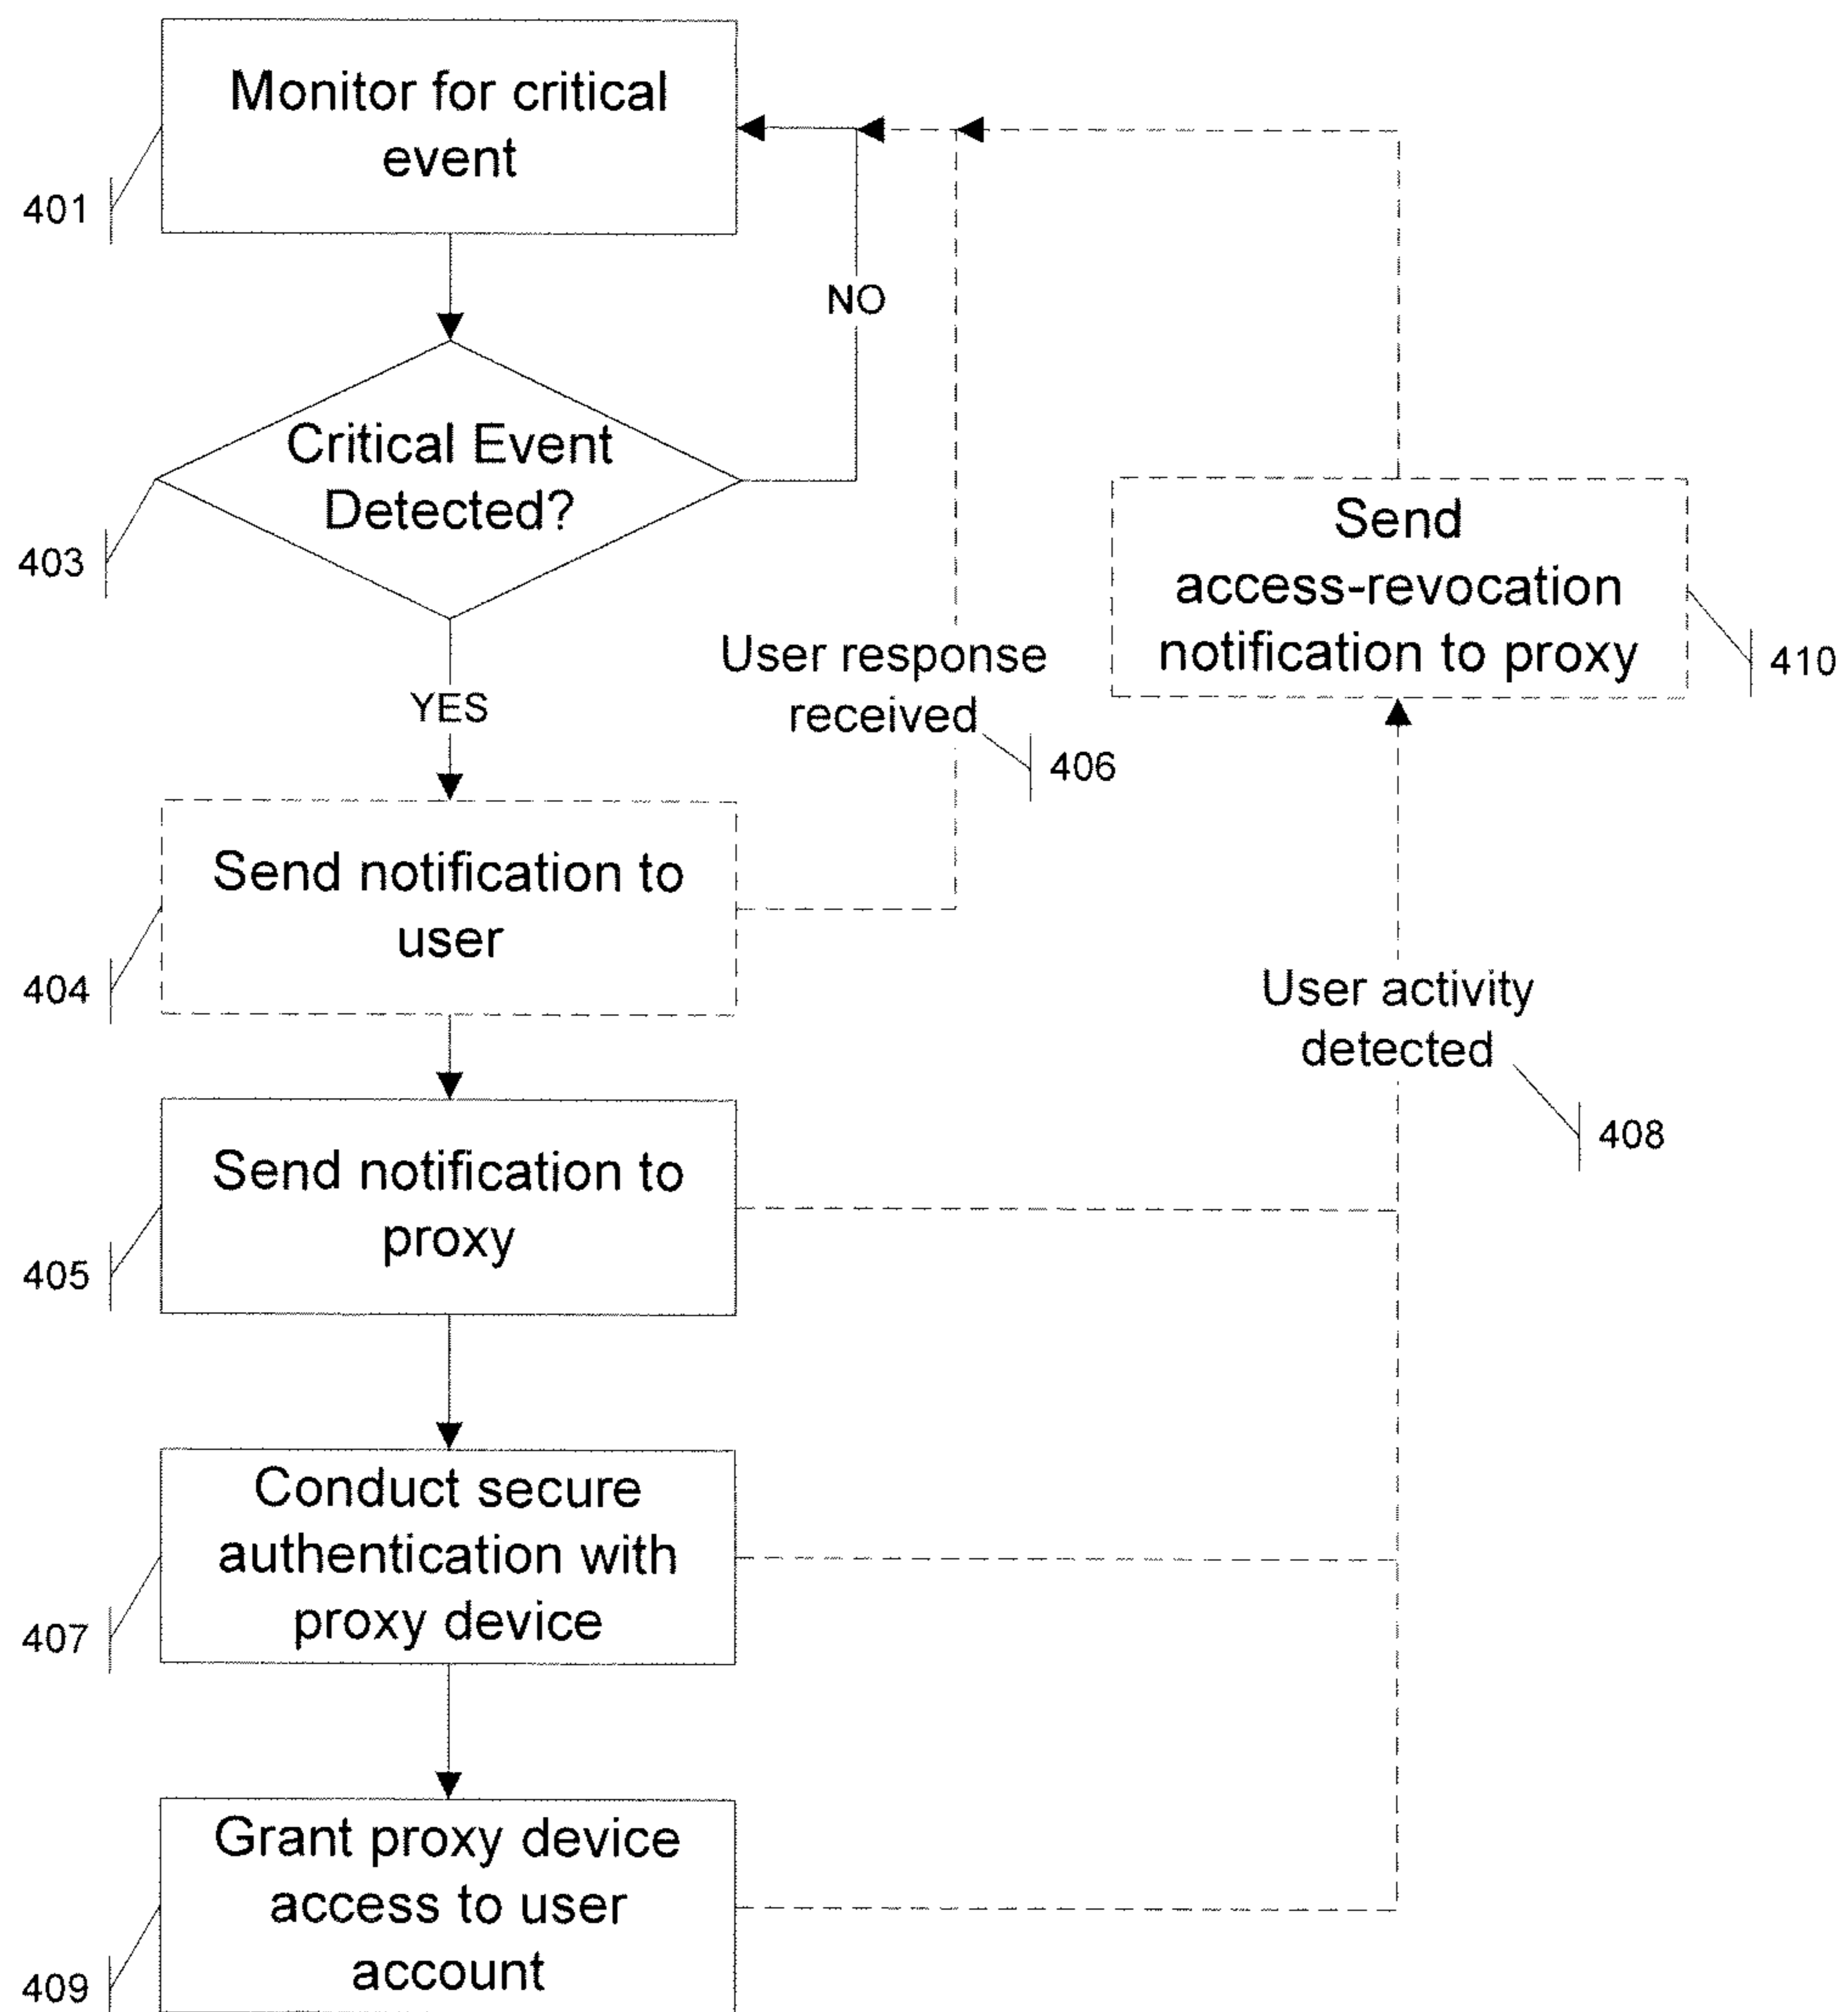 Monitor for critical
event
401
NO
Critical Event
Detected?
403
Send
access-revocation
notification to proxy
410
User response
received
406
YES
Send notification to
user
404
User activity
detected
408
Send notification to
proxy
405
Conduct secure
authentication with
proxy device
407
Grant proxy device
access to user
account
409